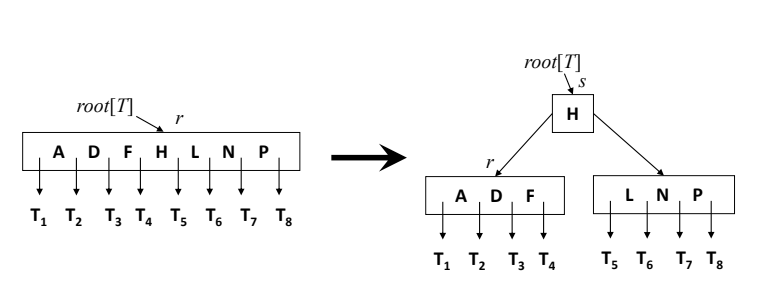 root[T]
s
H
root[T] r
A D F H L N P
T1 T2 T3 T4 T5 T6 T7 T8
r
A D F
L N P
T1 T2 T3 T4
T5 T6 T7 T8